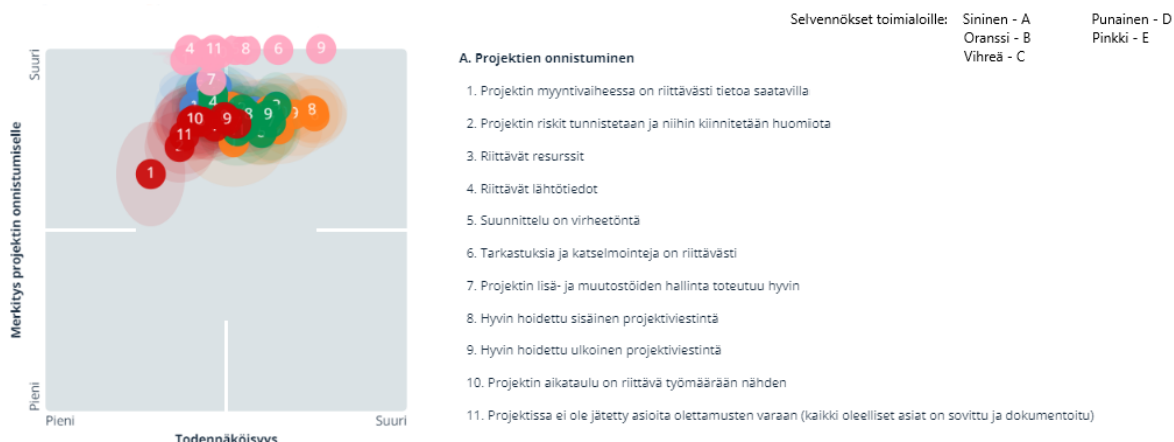 Selvennökset toimialoille: Sininen - A Punainen - D
Oranssi - B Pinkki - E
Vihreä - C
Merkitys projektin onnistumiselle
Suuri
Pieni
4 11 8 6 9
7
4
8 9 9 8
10 9
11
1
Pieni Suuri
Todennäköisyys
A. Projektien onnistuminen
1. Projektin myyntivaiheessa on riittävästi tietoa saatavilla
2. Projektin riskit tunnistetaan ja niihin kiinnitetään huomiota
3. Riittävät resurssit
4. Riittävät lähtötiedot
5. Suunnittelu on virheetöntä
6. Tarkastuksia ja katselmointeja on riittävästi
7. Projektin lisä- ja muutostöiden hallinta toteutuu hyvin
8. Hyvin hoidettu sisäinen projektiviestintä
9. Hyvin hoidettu ulkoinen projektiviestintä
10. Projektin aikataulu on riittävä työmäärään nähden
11. Projektissa ei ole jätetty asioita olettamusten varaan (kaikki oleelliset asiat on sovittu ja dokumentoitu)